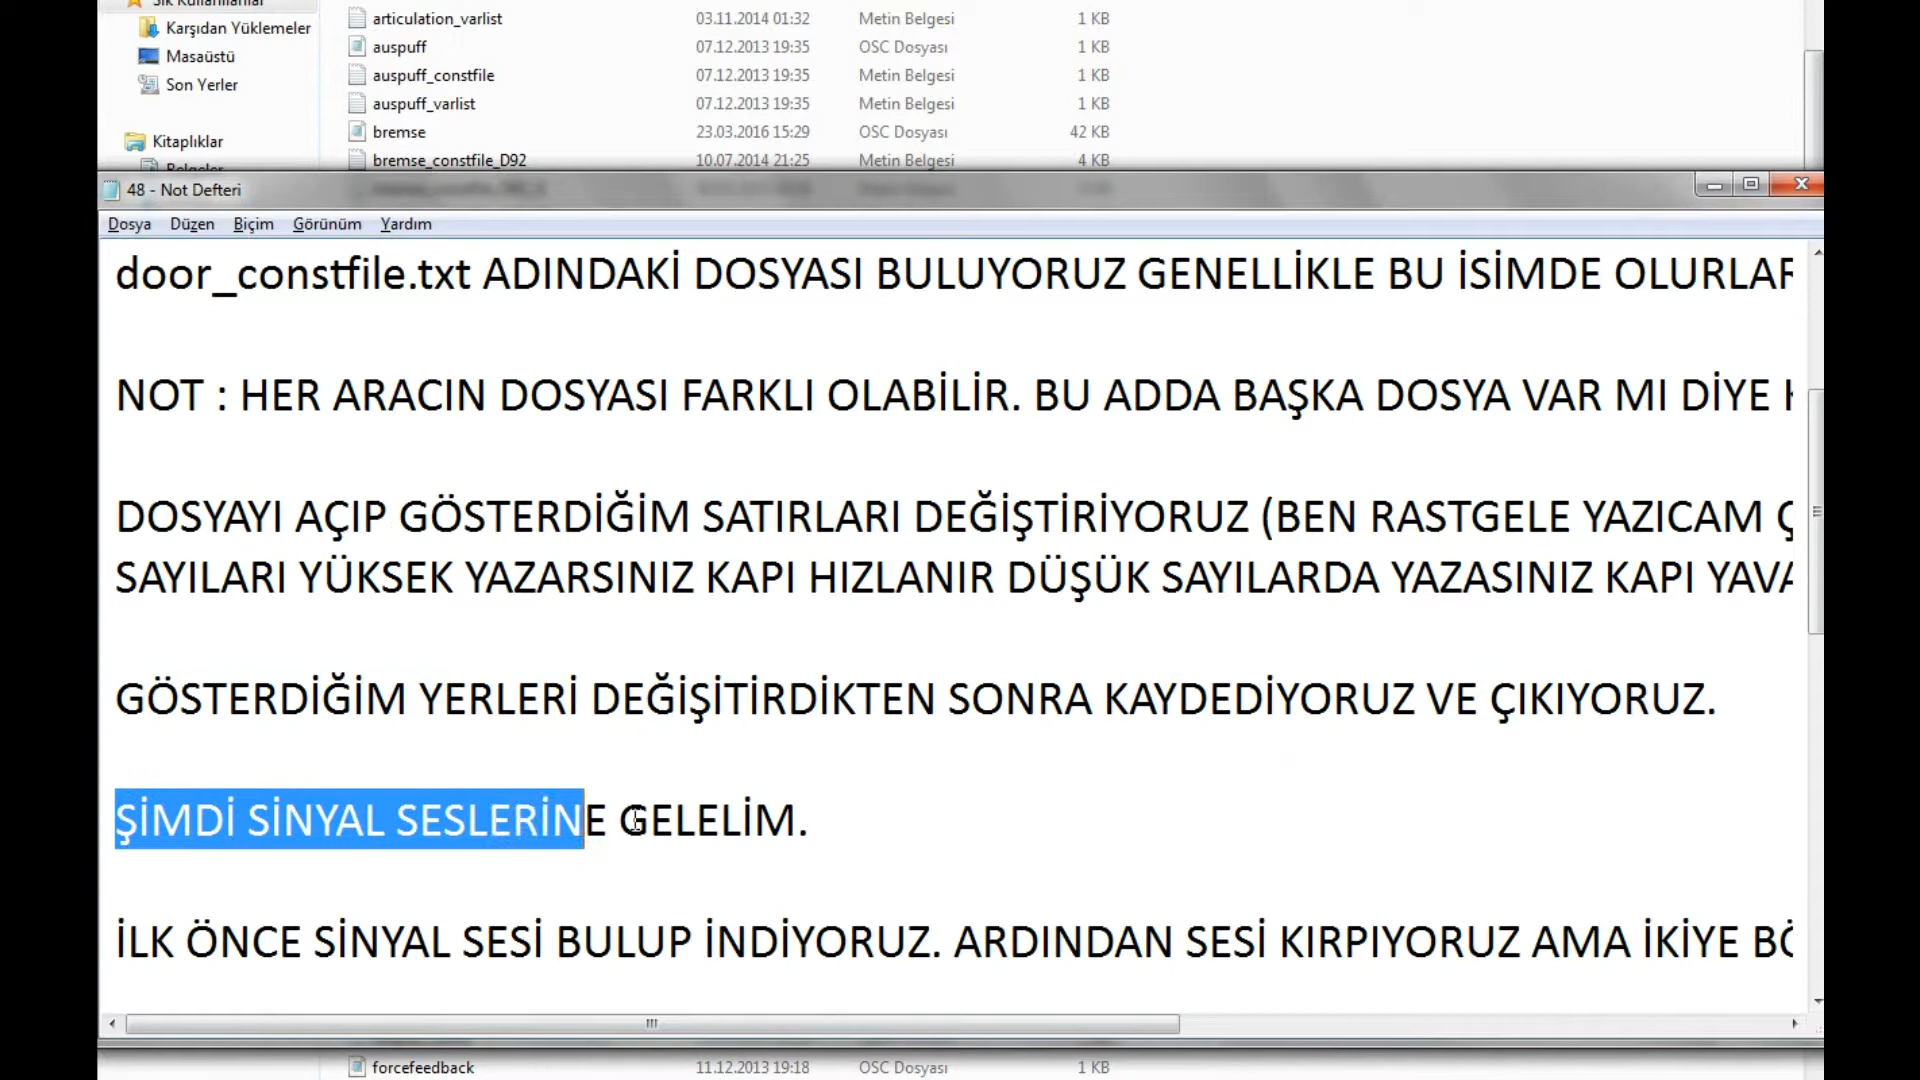 Sık Kullanılanlar
articulation_varlist 03.11.2014 01:32 Metin Belgesi 1 KB
Karşıdan Yüklemeler
auspuff 07.12.2013 19:35 OSC Dosyası 1 KB
Masaüstü
auspuff_constfile 07.12.2013 19:35 Metin Belgesi 1 KB
Son Yerler
auspuff_varlist 07.12.2013 19:35 Metin Belgesi 1 KB
bremse 23.03.2016 15:29 OSC Dosyası 42 KB
Kitaplıklar
bremse_constfile_D92 10.07.2014 21:25 Metin Belgesi 4 KB
Belgeler
48 - Not Defteri
Dosya Düzen Biçim Görünüm Yardım
door_constfile.txt ADINDAKİ DOSYASI BULUYORUZ GENELLİKLE BU İSİMDE OLURLAR
NOT : HER ARACIN DOSYASI FARKLI OLABİLİR. BU ADDA BAŞKA DOSYA VAR MI DİYE
DOSYAYI AÇIP GÖSTERDİĞİM SATIRLARI DEĞİŞTİRİYORUZ (BEN RASTGELE YAZICAM
SAYILARI YÜKSEK YAZARSINIZ KAPI HIZLANIR DÜŞÜK SAYILARDA YAZASINIZ KAPI YAVA
GÖSTERDİĞİM YERLERİ DEĞİŞİTİRDİKTEN SONRA KAYDEDİYORUZ VE ÇIKIYORUZ.
ŞİMDİ SİNYAL SESLERİNE GELELİM.
İLK ÖNCE SİNYAL SESİ BULUP İNDİYORUZ. ARDINDAN SESİ KIRPIYORUZ AMA İKİYE BÖ
forcefeedback 11.12.2013 19:18 OSC Dosyası 1 KB